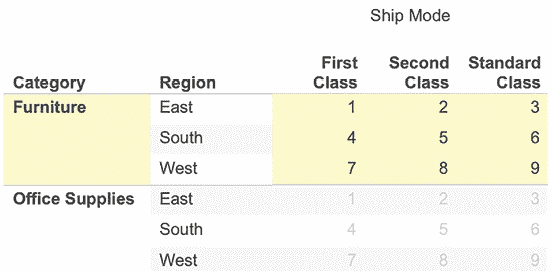 Ship Mode
Category Region First Class Second Class Standard Class
Furniture East 1 2 3
South 4 5 6
West 7 8 9
Office Supplies East 1 2 3
South 4 5 6
West 7 8 9